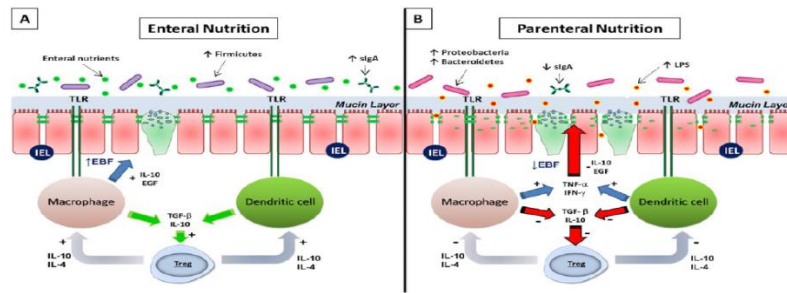 A
Enteral Nutrition
Enteral nutrients
↑ Firmicutes
↑ sIgA
TLR
TLR
Mucin Layer
IEL
IEL
↑EBF
+ IL-10
EGF
Macrophage
Dendritic cell
TGF-β
IL-10
+
+
+
IL-10
IL-4
Treg
IL-10
IL-4
B
Parenteral Nutrition
↑ Proteobacteria
↑ Bacteroidetes
↓ sIgA
↑ LPS
TLR
TLR
Mucin Layer
IEL
IEL
↓EBF
- IL-10
EGF
+ TNF-α +
IFN-γ
Macrophage
Dendritic cell
TGF-β
IL-10
-
-
-
-
-
IL-10
IL-4
Treg
IL-10
IL-4